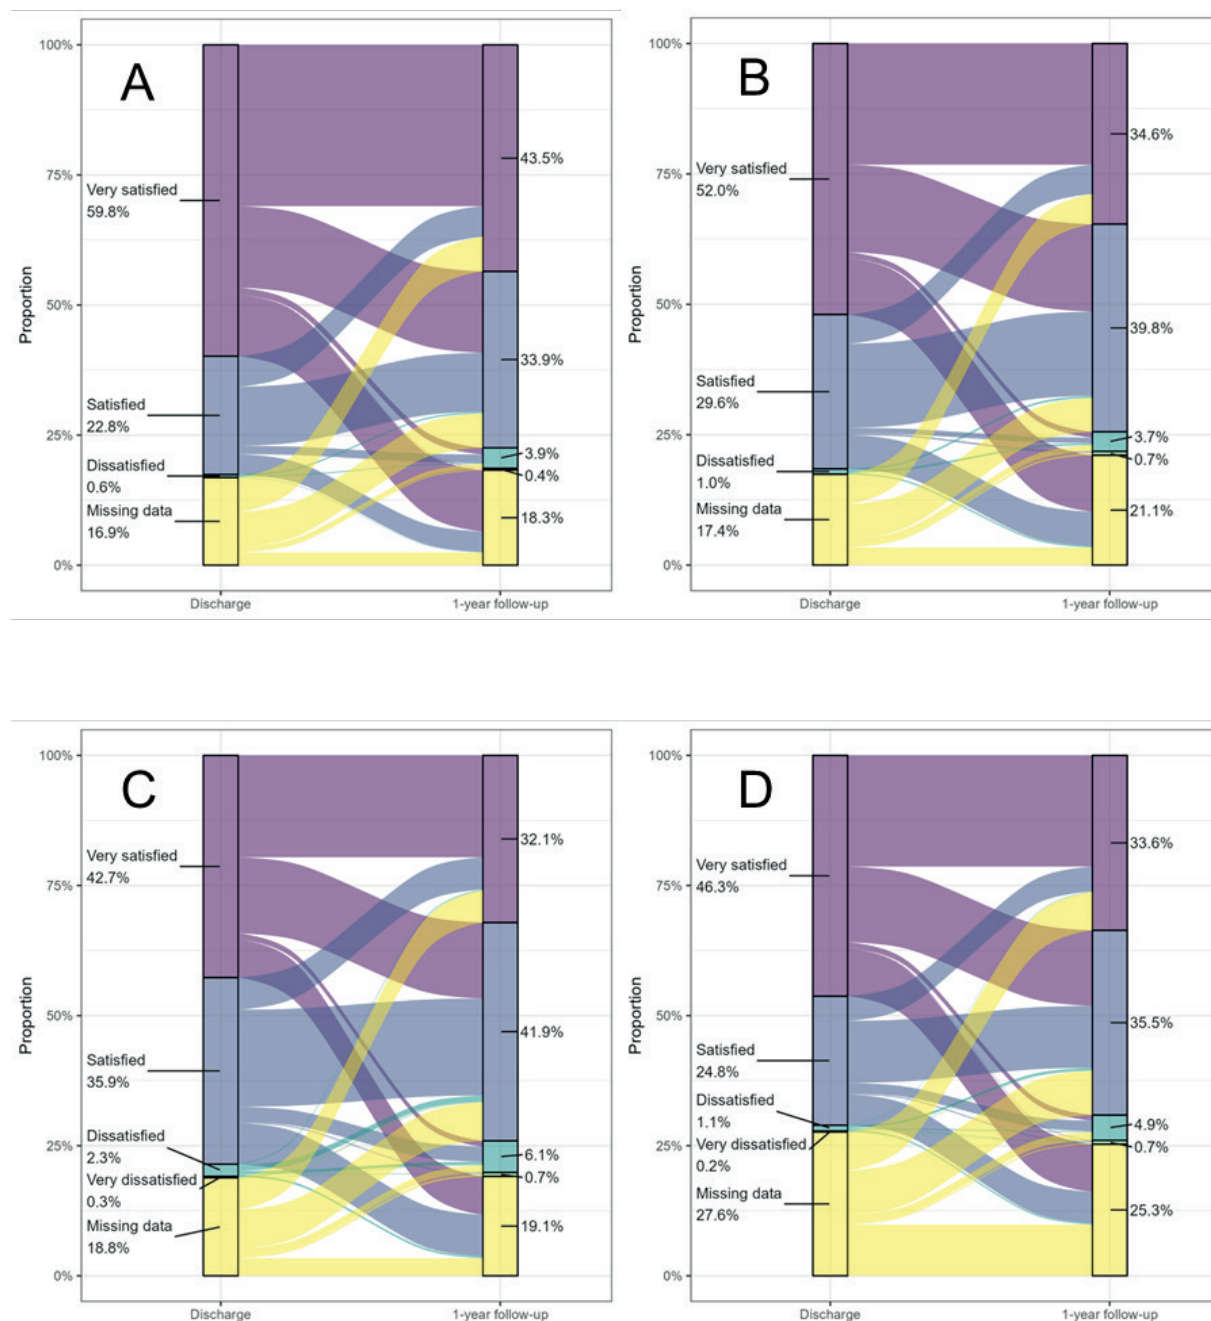 A
100%
75%
50%
25%
0%
Proportion
Very satisfied
59.8%
Satisfied
22.8%
Dissatisfied
0.6%
Missing data
16.9%
43.5%
33.9%
3.9%
0.4%
18.3%
Discharge
1-year follow-up
B
100%
75%
50%
25%
0%
Proportion
Very satisfied
52.0%
Satisfied
29.6%
Dissatisfied
1.0%
Missing data
17.4%
34.6%
39.8%
3.7%
0.7%
21.1%
Discharge
1-year follow-up
C
100%
75%
50%
25%
0%
Proportion
Very satisfied
42.7%
Satisfied
35.9%
Dissatisfied
2.3%
Very dissatisfied
0.3%
Missing data
18.8%
32.1%
41.9%
6.1%
0.7%
19.1%
Discharge
1-year follow-up
D
100%
75%
50%
25%
0%
Proportion
Very satisfied
46.3%
Satisfied
24.8%
Dissatisfied
1.1%
Very dissatisfied
0.2%
Missing data
27.6%
33.6%
35.5%
4.9%
0.7%
25.3%
Discharge
1-year follow-up